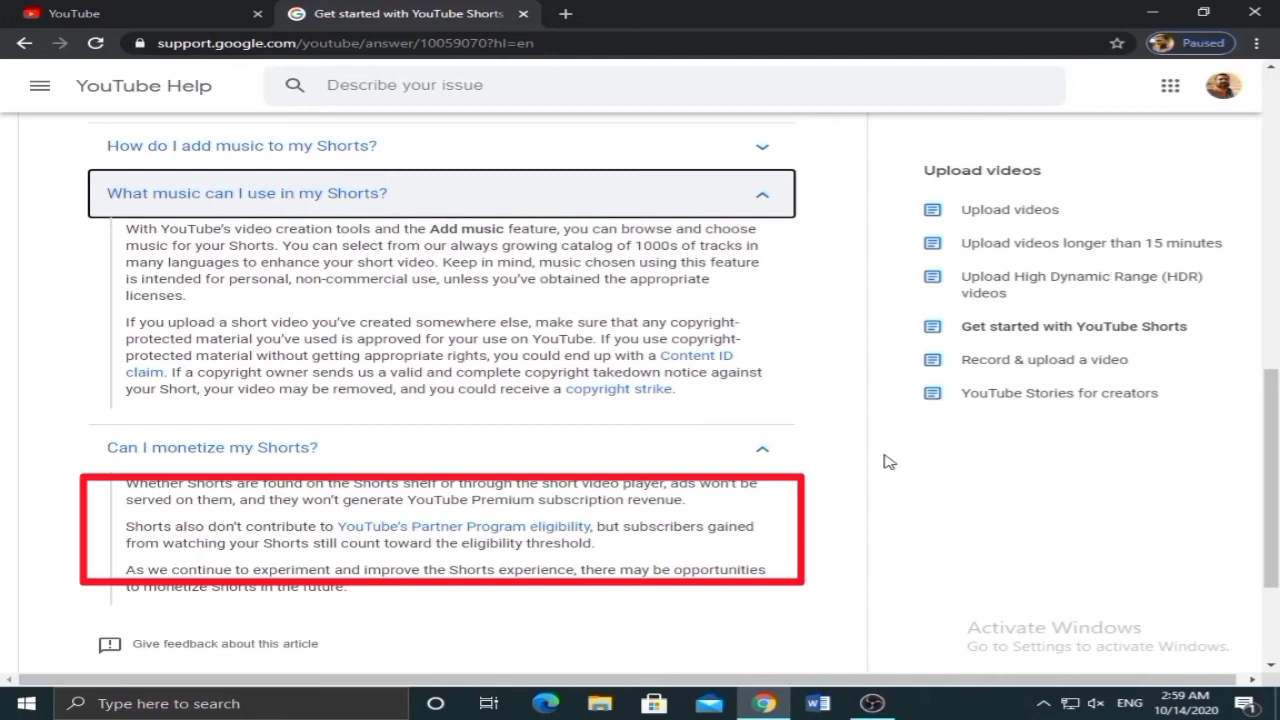 YouTube
Get started with YouTube Shorts
support.google.com/youtube/answer/10059070?hl=en
Paused
YouTube Help
Describe your issue
How do I add music to my Shorts?
What music can I use in my Shorts?
With YouTube's video creation tools and the Add music feature, you can browse and choose
music for your Shorts. You can select from our always growing catalog of 1000s of tracks in
many languages to enhance your short video. Keep in mind, music chosen using this feature
is intended for personal, non-commercial use, unless you've obtained the appropriate
licenses.
If you upload a short video you've created somewhere else, make sure that any copyright-
protected material you've used is approved for your use on YouTube. If you use copyright-
protected material without getting appropriate rights, you could end up with a Content ID
claim. If a copyright owner sends us a valid and complete copyright takedown notice against
your Short, your video may be removed, and you could receive a copyright strike.
Can I monetize my Shorts?
Whether Shorts are found on the Shorts shelf or through the short video player, ads won't be
served on them, and they won't generate YouTube Premium subscription revenue.
Shorts also don't contribute to YouTube's Partner Program eligibility, but subscribers gained
from watching your Shorts still count toward the eligibility threshold.
As we continue to experiment and improve the Shorts experience, there may be opportunities
to monetize Shorts in the future.
Give feedback about this article
Upload videos
Upload videos
Upload videos longer than 15 minutes
Upload High Dynamic Range (HDR)
videos
Get started with YouTube Shorts
Record & upload a video
YouTube Stories for creators
Activate Windows
Go to Settings to activate Windows.
Type here to search
ENG
2:59 AM
10/14/2020
1